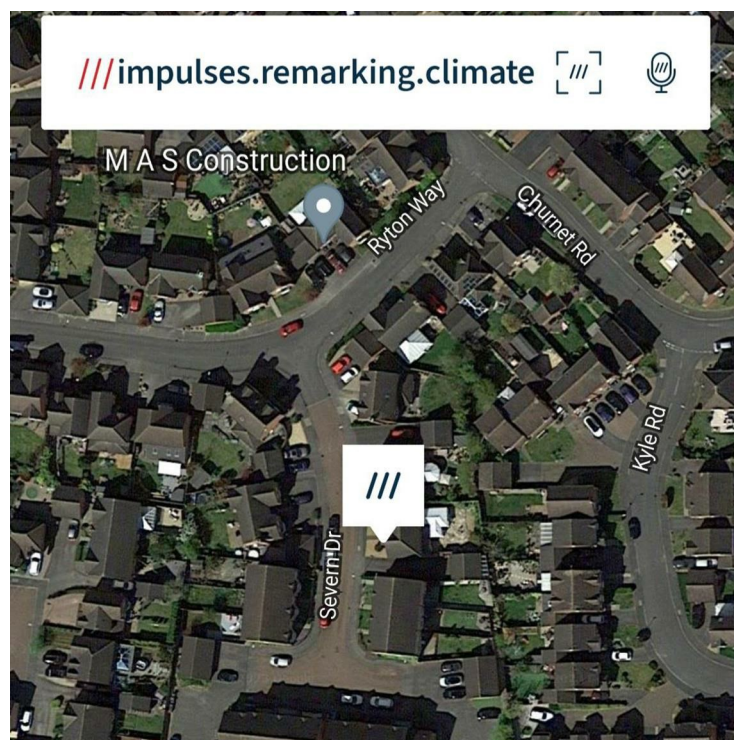 ///impulses.remarking.climate
M A S Construction
Ryton Way
Churnet Rd
Kyle Rd
Severn Dr